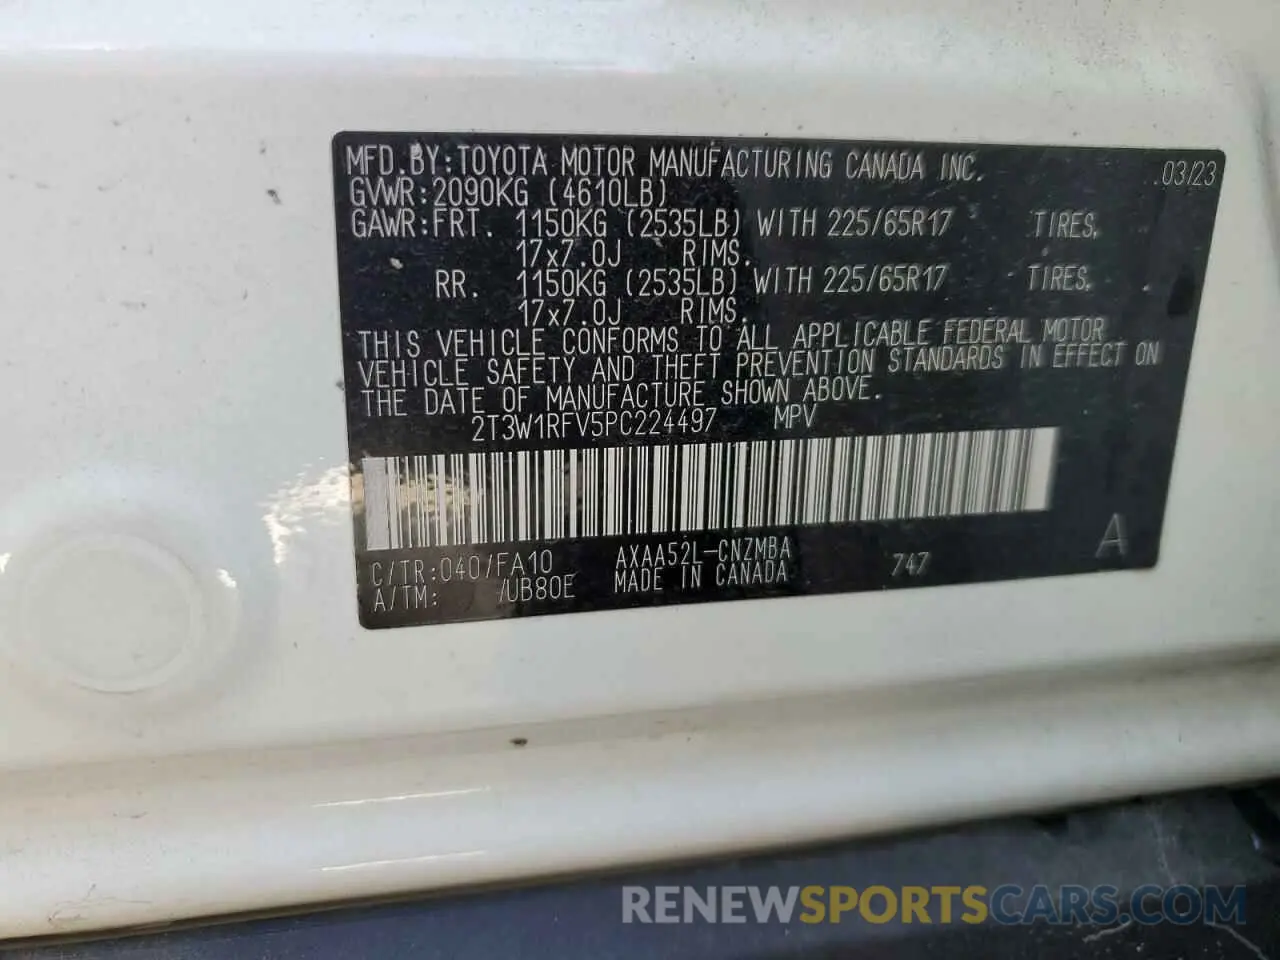 MFD.BY:TOYOTA MOTOR MANUFACTURING CANADA INC. 03/23
GVWR:2090KG (4610LB)
GAWR:FRT. 1150KG (2535LB) WITH 225/65R17 TIRES,
17x7.0J RIMS.
RR. 1150KG (2535LB) WITH 225/65R17 TIRES,
17x7.0J RIMS.
THIS VEHICLE CONFORMS TO ALL APPLICABLE FEDERAL MOTOR
VEHICLE SAFETY AND THEFT PREVENTION STANDARDS IN EFFECT ON
THE DATE OF MANUFACTURE SHOWN ABOVE.
2T3W1RFV5PC224497 MPV
C/TR:040/FA10 AXAA52L-CNZMBA 747 A
A/TM: /UB80E MADE IN CANADA
RENEWSPORTSCARS.COM